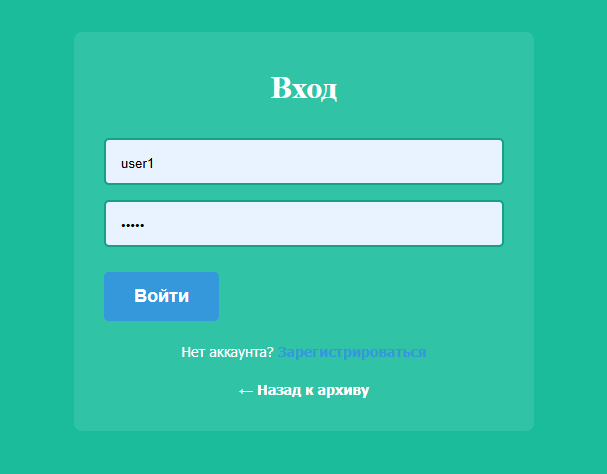 Вход
user1
•••••
Войти
Нет аккаунта? Зарегистрироваться
← Назад к архиву